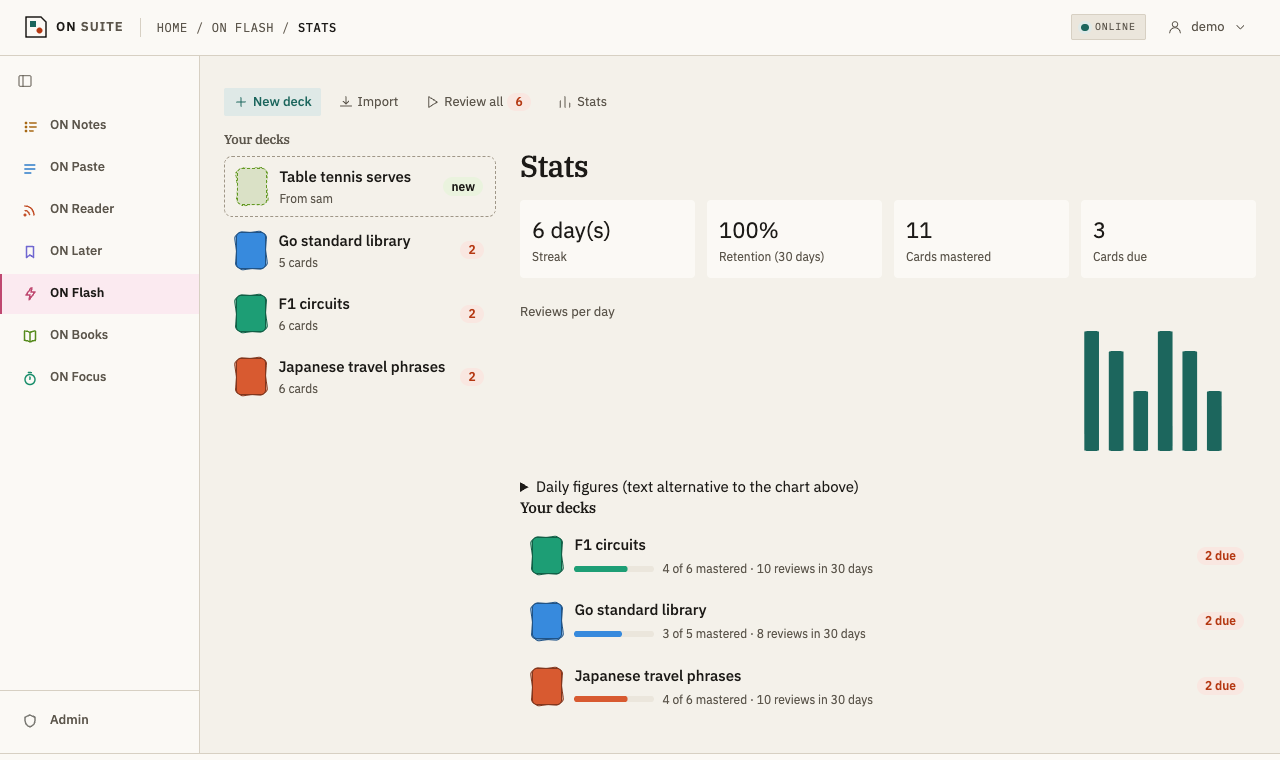 ON SUITE
HOME / ON FLASH / STATS
ONLINE
demo
ON Notes
ON Paste
ON Reader
ON Later
ON Flash
ON Books
ON Focus
Admin
New deck
Import
Review all 6
Stats
Your decks
Table tennis serves
From sam
new
Go standard library
5 cards
2
F1 circuits
6 cards
2
Japanese travel phrases
6 cards
2
Stats
6 day(s)
Streak
100%
Retention (30 days)
11
Cards mastered
3
Cards due
Reviews per day
Daily figures (text alternative to the chart above)
Your decks
F1 circuits
4 of 6 mastered · 10 reviews in 30 days
2 due
Go standard library
3 of 5 mastered · 8 reviews in 30 days
2 due
Japanese travel phrases
4 of 6 mastered · 10 reviews in 30 days
2 due